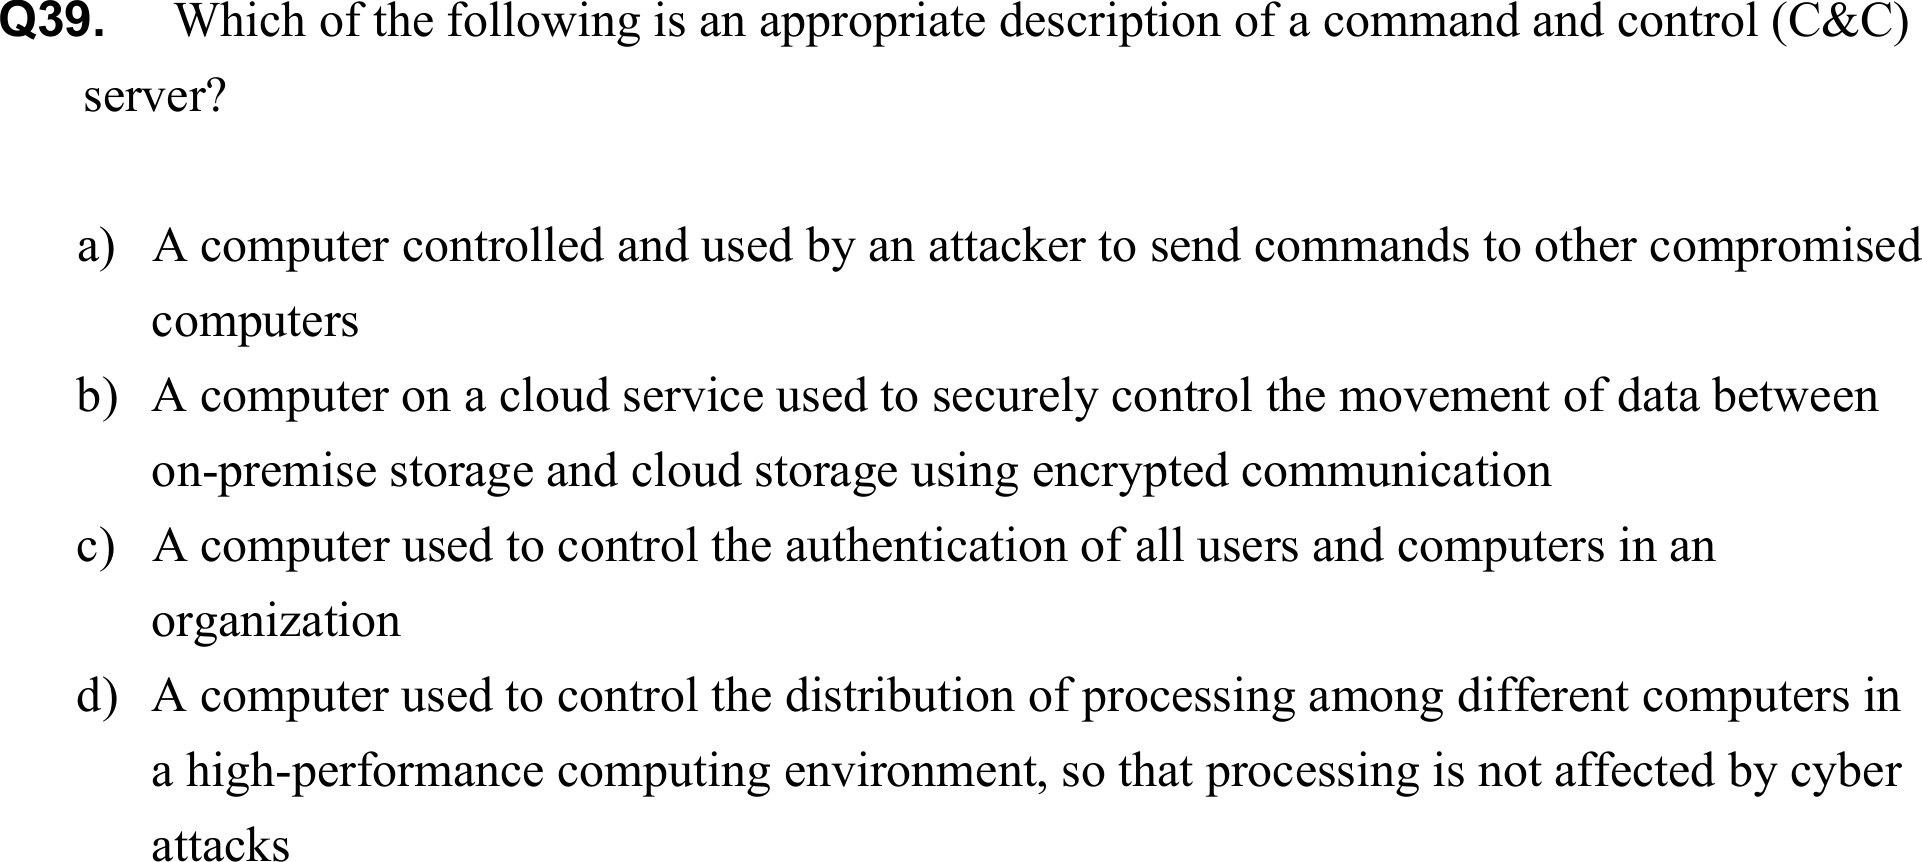 Q39. Which of the following is an appropriate description of a command and control (C&C)
server?
a) A computer controlled and used by an attacker to send commands to other compromised
computers
b) A computer on a cloud service used to securely control the movement of data between
on-premise storage and cloud storage using encrypted communication
c) A computer used to control the authentication of all users and computers in an
organization
d) A computer used to control the distribution of processing among different computers in
a high-performance computing environment, so that processing is not affected by cyber
attacks